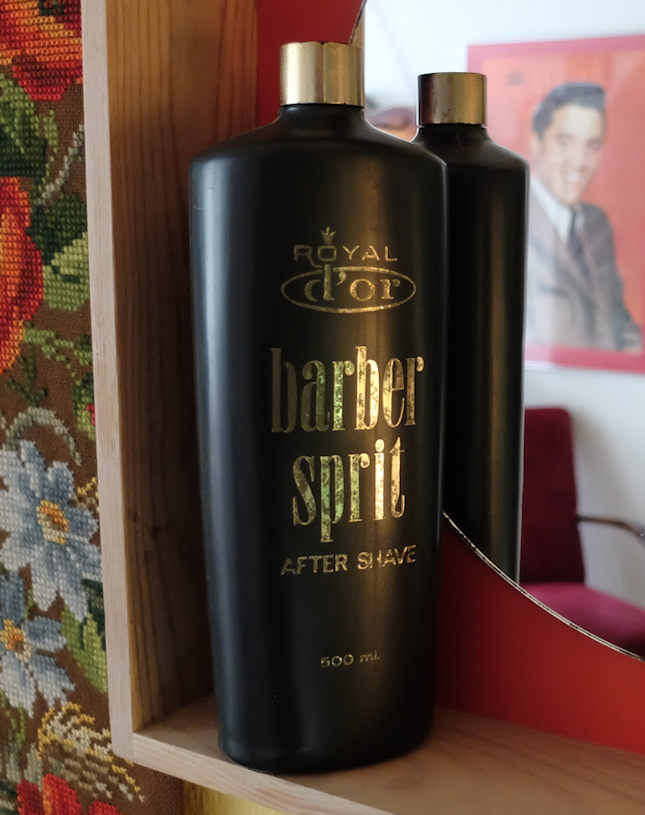 ROYAL
d'or
barber
sprit
AFTER SHAVE
500 ml.